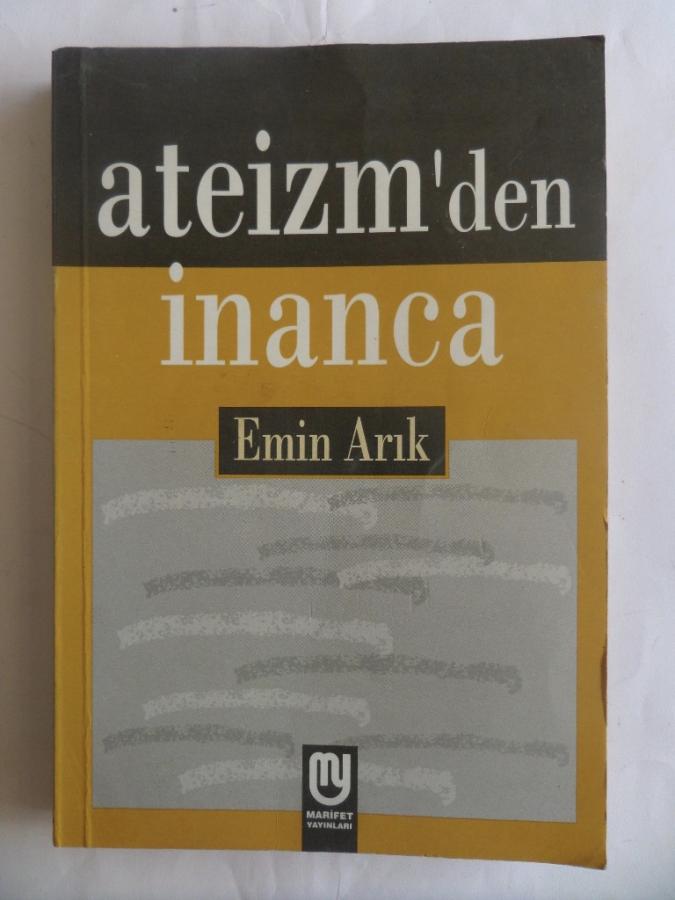 ateizm'den
inanca
Emin Arık
MARİFET
YAYINLARI